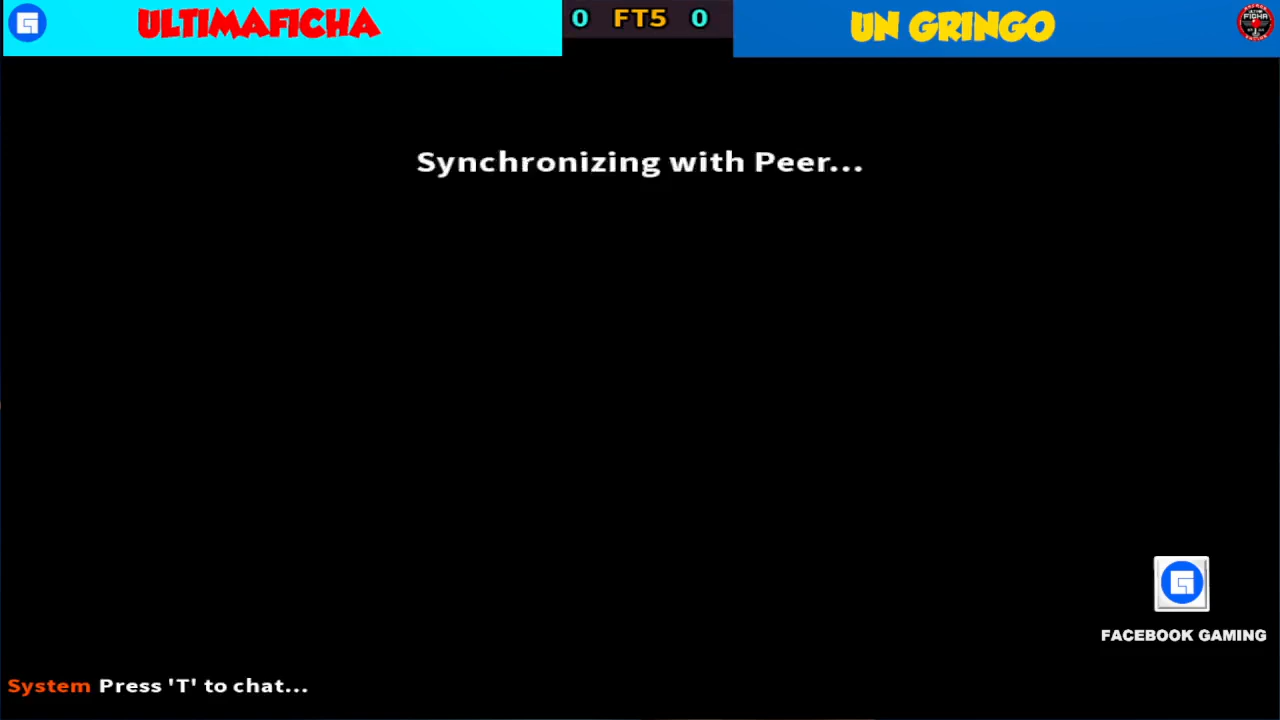 ULTIMAFICHA
0 FT5 0
UN GRINGO
Synchronizing with Peer...
FACEBOOK GAMING
System Press 'T' to chat...